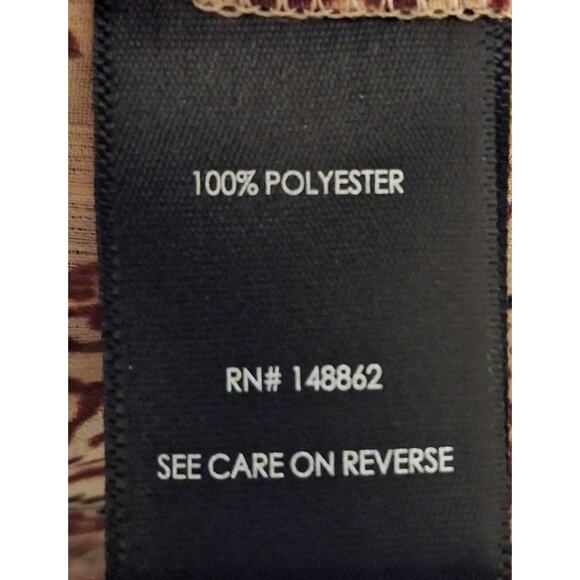 100% POLYESTER
RN# 148862
SEE CARE ON REVERSE